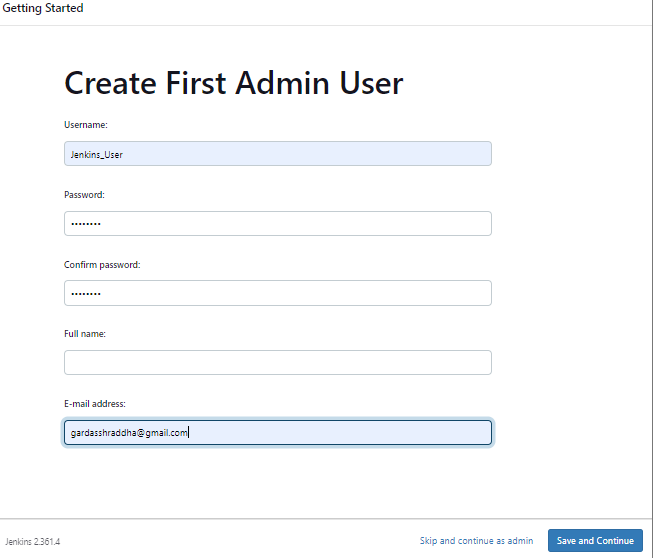 Getting Started
Create First Admin User
Username:
Jenkins_User
Password:
••••••••
Confirm password:
••••••••
Full name:
E-mail address:
gardasshraddha@gmail.com
Jenkins 2.361.4
Skip and continue as admin
Save and Continue